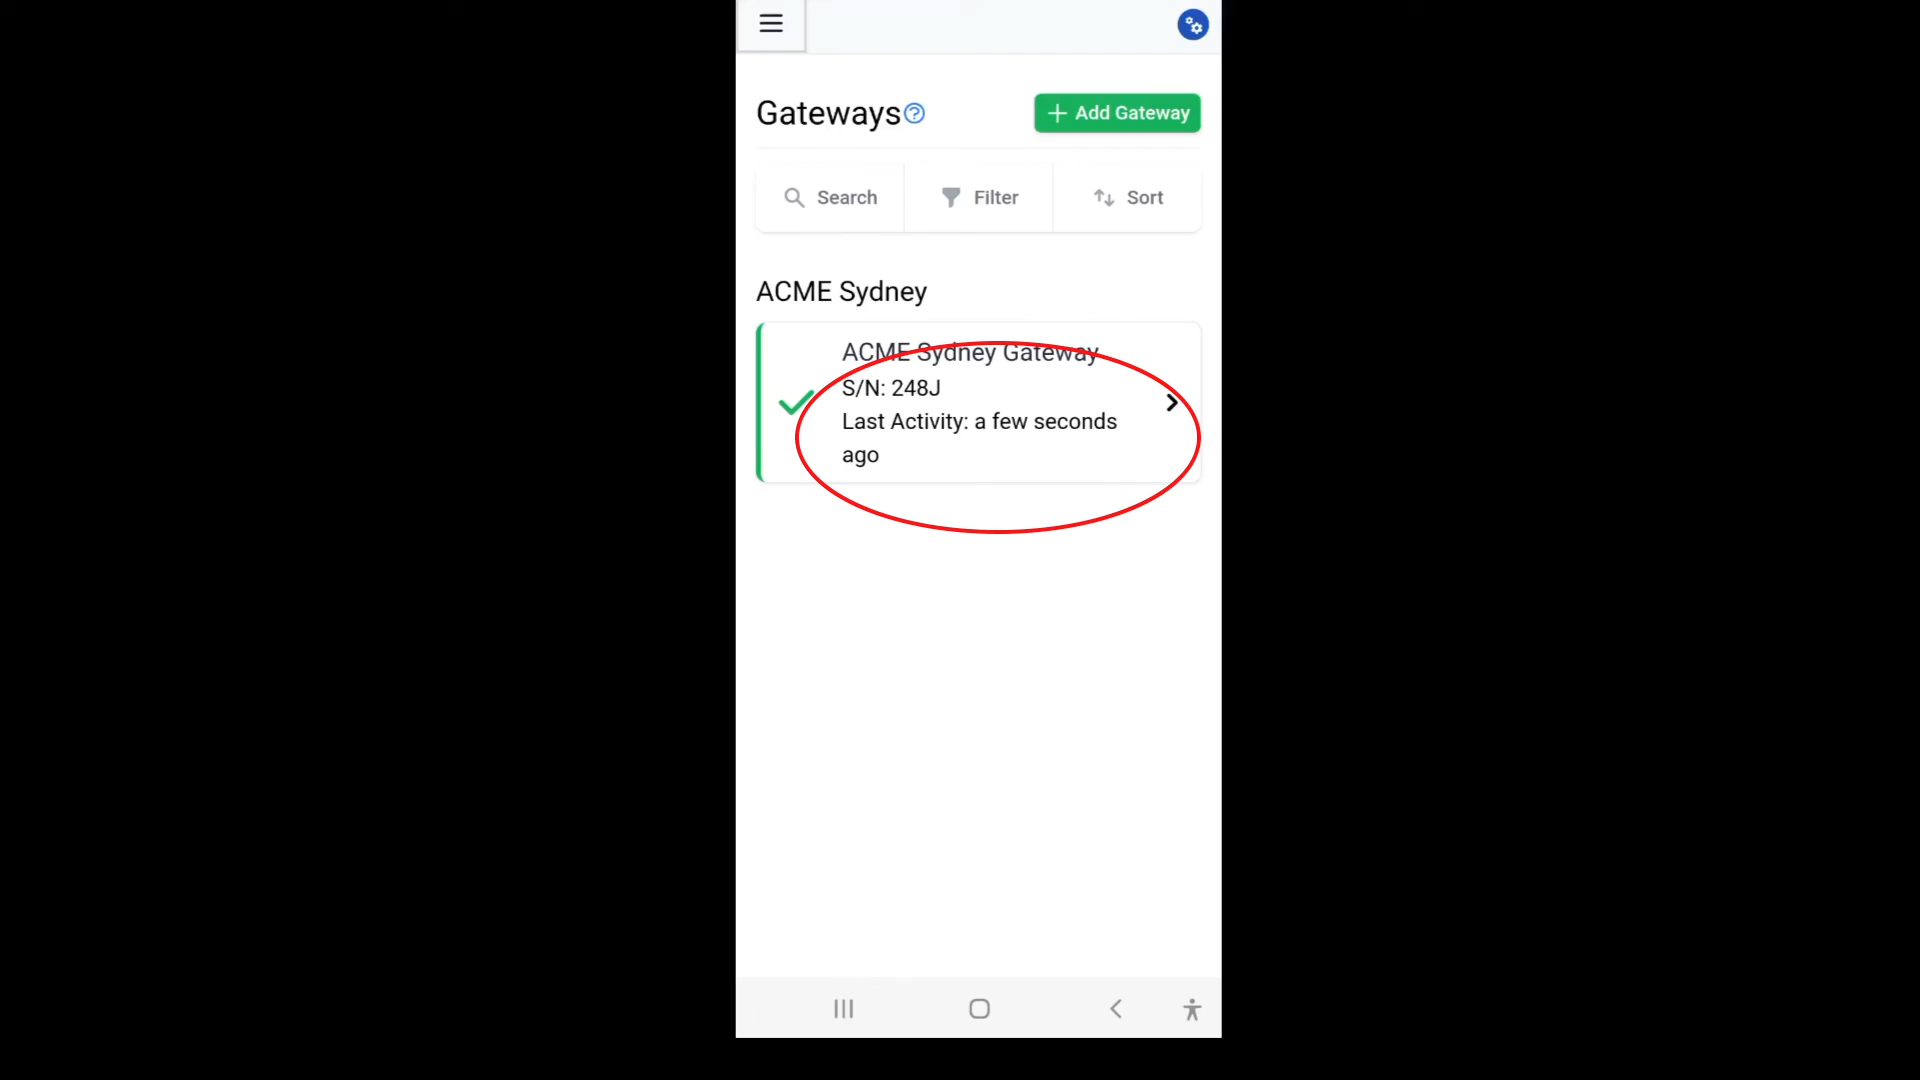 Gateways
+ Add Gateway
Search
Filter
Sort
ACME Sydney
ACME Sydney Gateway
S/N: 248J
Last Activity: a few seconds
ago